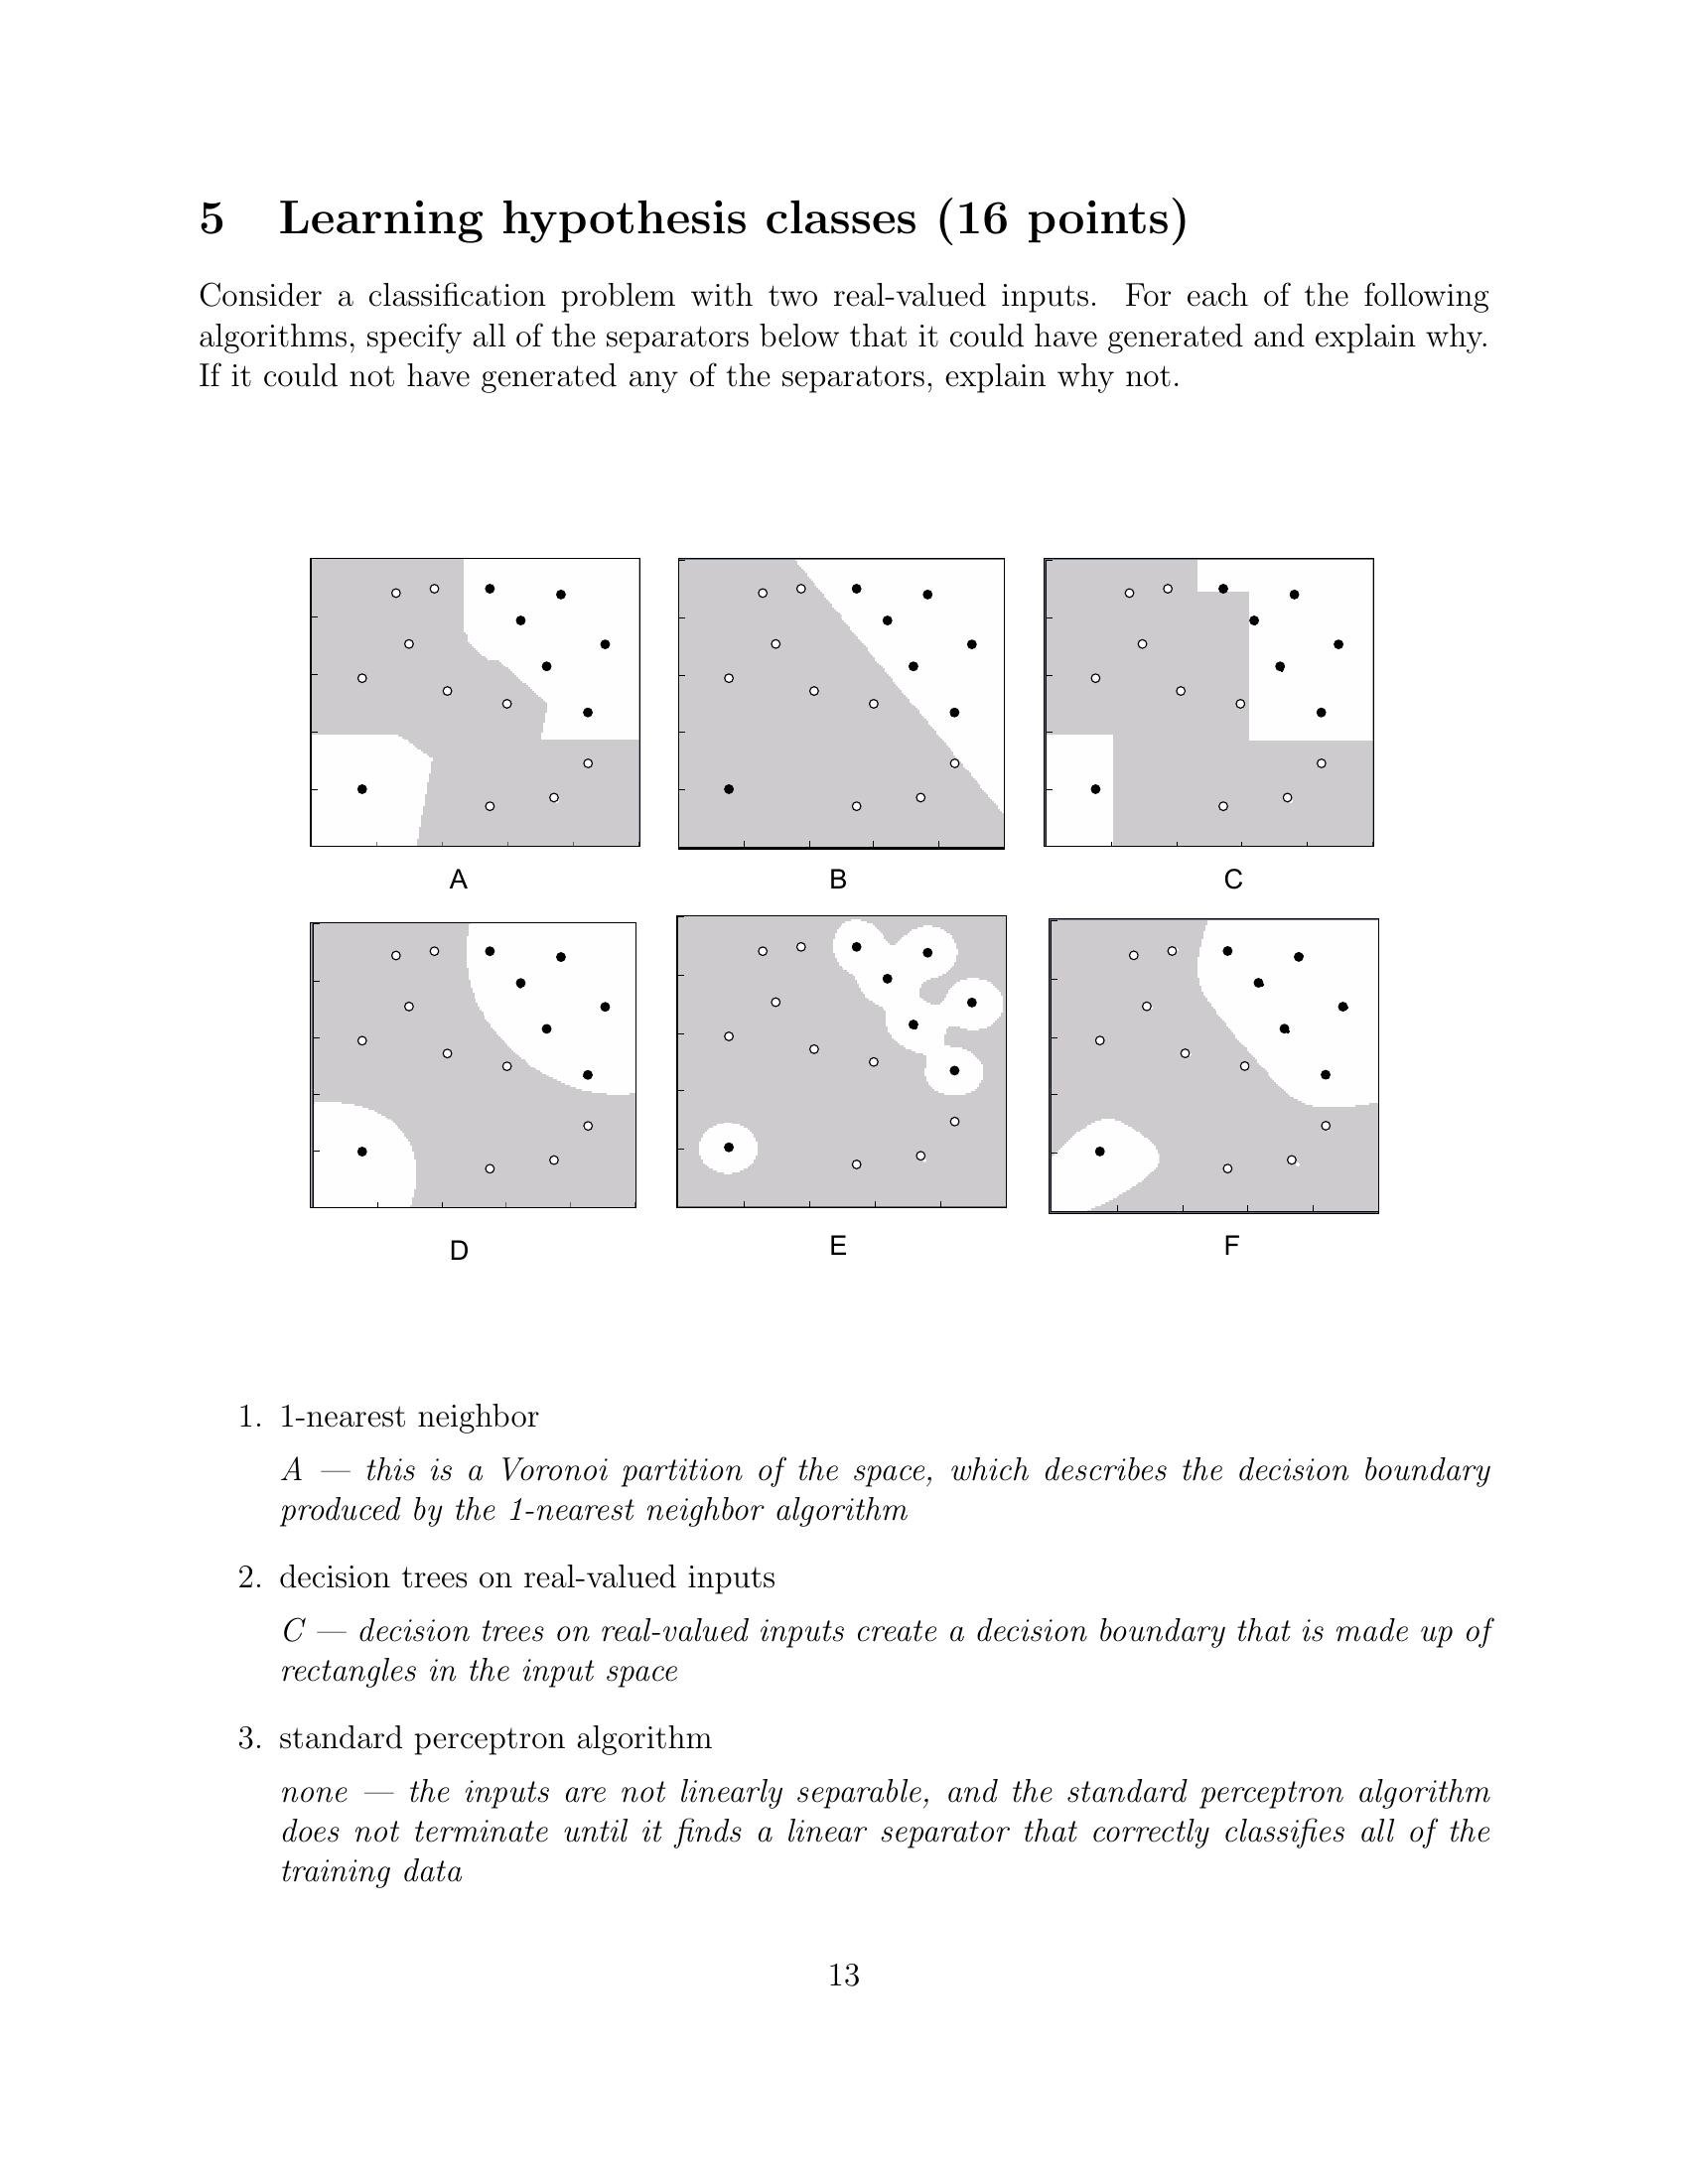 5 Learning hypothesis classes (16 points)
Consider a classification problem with two real-valued inputs. For each of the following
algorithms, specify all of the separators below that it could have generated and explain why.
If it could not have generated any of the separators, explain why not.
A
B
C
D
E
F
1. 1-nearest neighbor
A — this is a Voronoi partition of the space, which describes the decision boundary
produced by the 1-nearest neighbor algorithm
2. decision trees on real-valued inputs
C — decision trees on real-valued inputs create a decision boundary that is made up of
rectangles in the input space
3. standard perceptron algorithm
none — the inputs are not linearly separable, and the standard perceptron algorithm
does not terminate until it finds a linear separator that correctly classifies all of the
training data
13